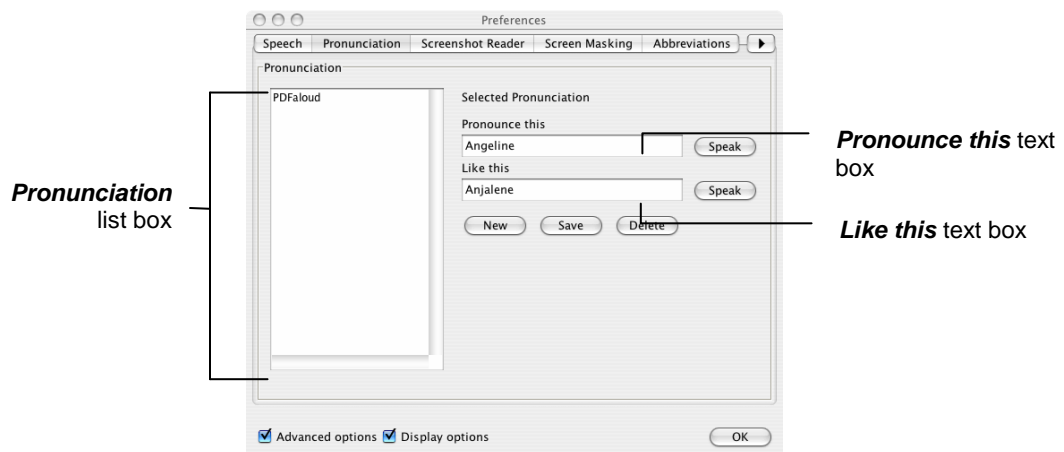 Preferences
Speech Pronunciation Screenshot Reader Screen Masking Abbreviations
Pronunciation
PDFaloud
Selected Pronunciation
Pronounce this
Angeline Speak
Like this
Anjalene Speak
New Save Delete
Advanced options Display options OK
Pronunciation
list box
Pronounce this text
box
Like this text box